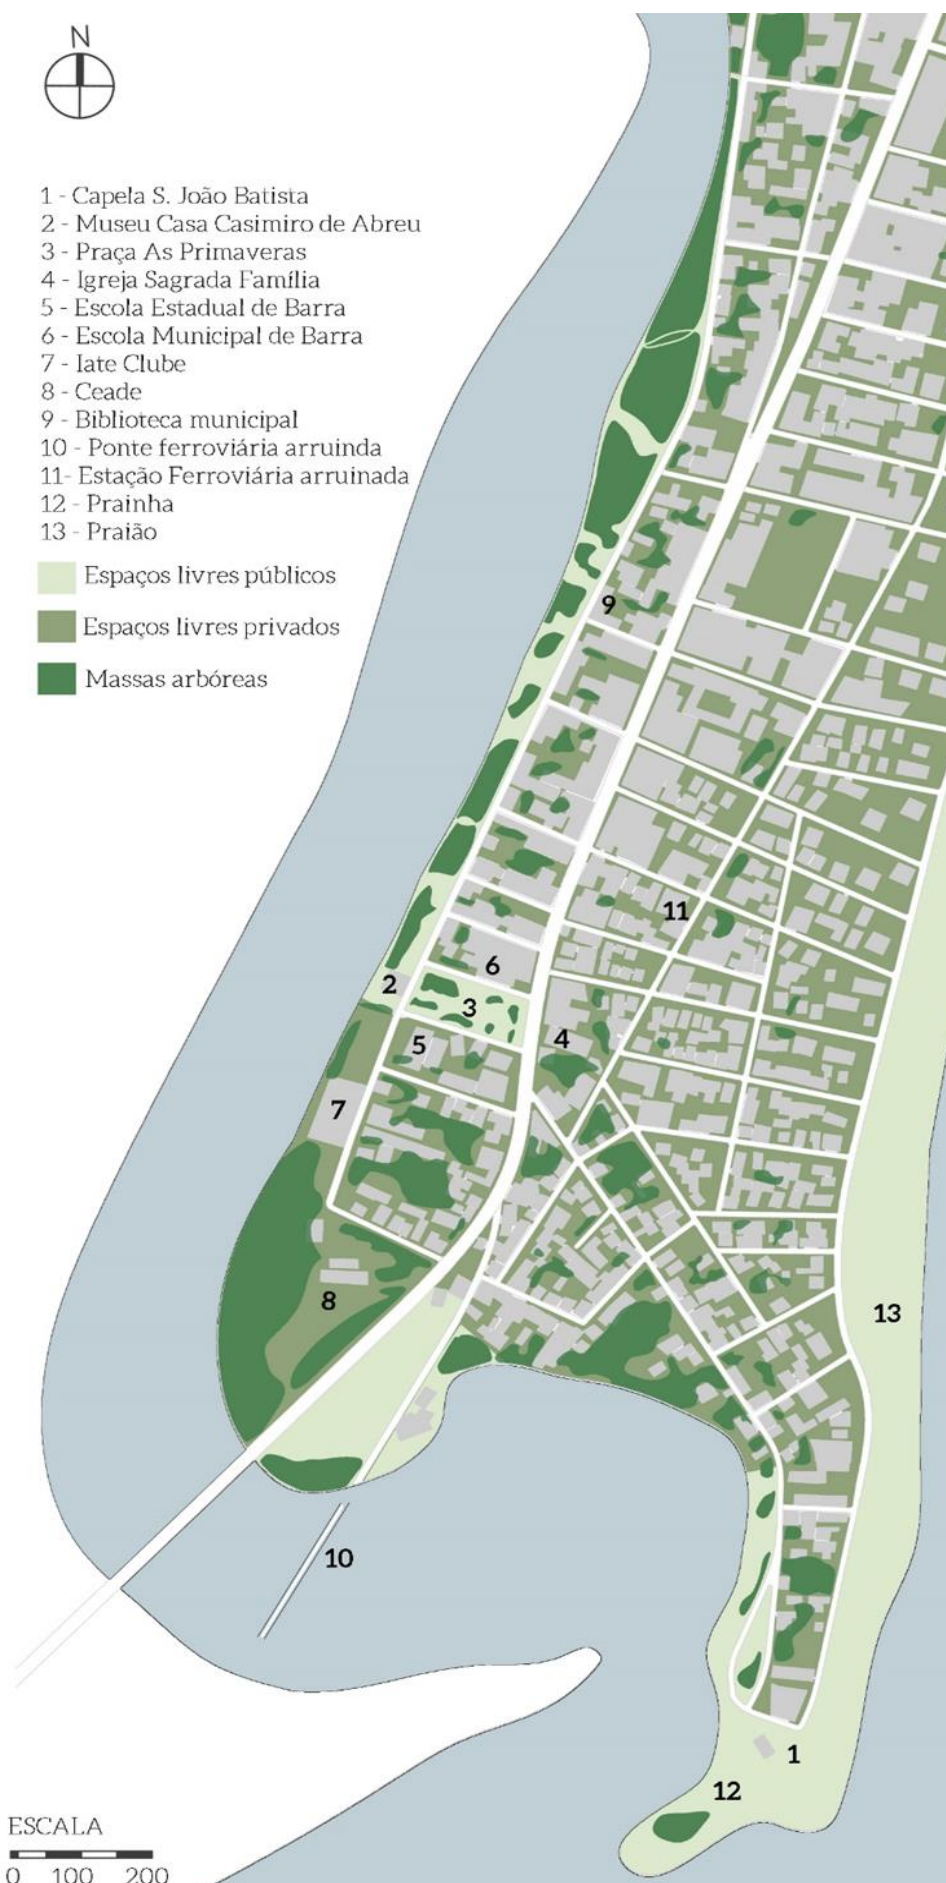 N
1 - Capela S. João Batista
2 - Museu Casa Casimiro de Abreu
3 - Praça As Primaveras
4 - Igreja Sagrada Família
5 - Escola Estadual de Barra
6 - Escola Municipal de Barra
7 - Iate Clube
8 - Ceade
9 - Biblioteca municipal
10 - Ponte ferroviária arruinda
11- Estação Ferroviária arruinada
12 - Prainha
13 - Praião
Espaços livres públicos
Espaços livres privados
Massas arbóreas
9
11
6
2
3
4
5
7
8
13
10
1
12
ESCALA
0 100 200